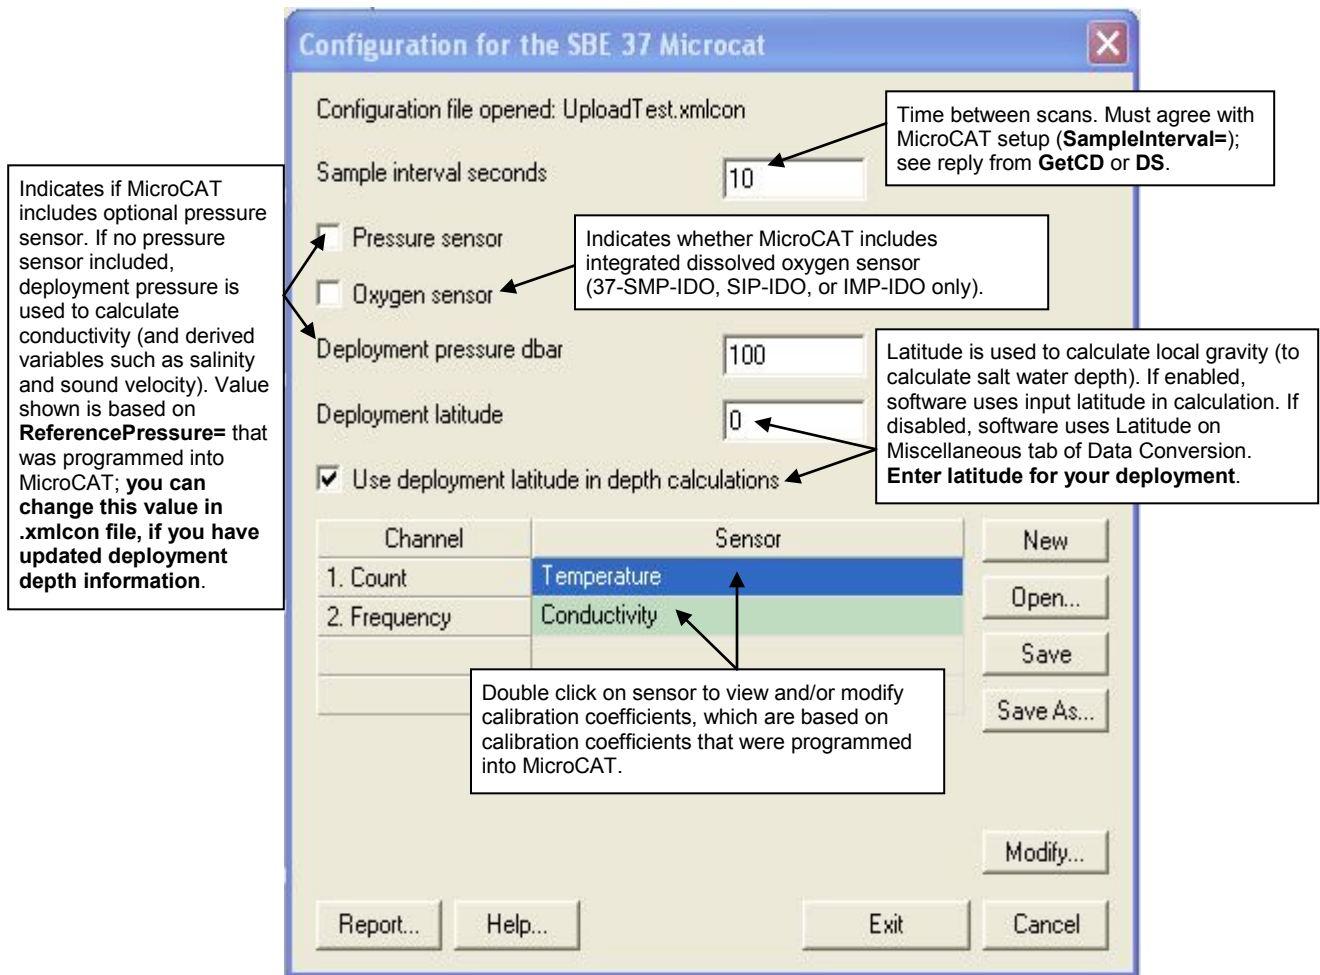 Configuration for the SBE 37 Microcat
Configuration file opened: UploadTest.xmlcon
Time between scans. Must agree with
MicroCAT setup (SampleInterval=);
see reply from GetCD or DS.
Sample interval seconds
10
Indicates if MicroCAT
includes optional pressure
sensor. If no pressure
sensor included,
deployment pressure is
used to calculate
conductivity (and derived
variables such as salinity
and sound velocity). Value
shown is based on
ReferencePressure= that
was programmed into
MicroCAT; you can
change this value in
.xmlcon file, if you have
updated deployment
depth information.
Pressure sensor
Indicates whether MicroCAT includes
integrated dissolved oxygen sensor
(37-SMP-IDO, SIP-IDO, or IMP-IDO only).
Oxygen sensor
Deployment pressure dbar
100
Latitude is used to calculate local gravity (to
calculate salt water depth). If enabled,
software uses input latitude in calculation. If
disabled, software uses Latitude on
Miscellaneous tab of Data Conversion.
Enter latitude for your deployment.
Deployment latitude
0
Use deployment latitude in depth calculations
Channel
Sensor
1. Count
Temperature
2. Frequency
Conductivity
New
Open...
Save
Save As...
Double click on sensor to view and/or modify
calibration coefficients, which are based on
calibration coefficients that were programmed
into MicroCAT.
Modify...
Report...
Help...
Exit
Cancel